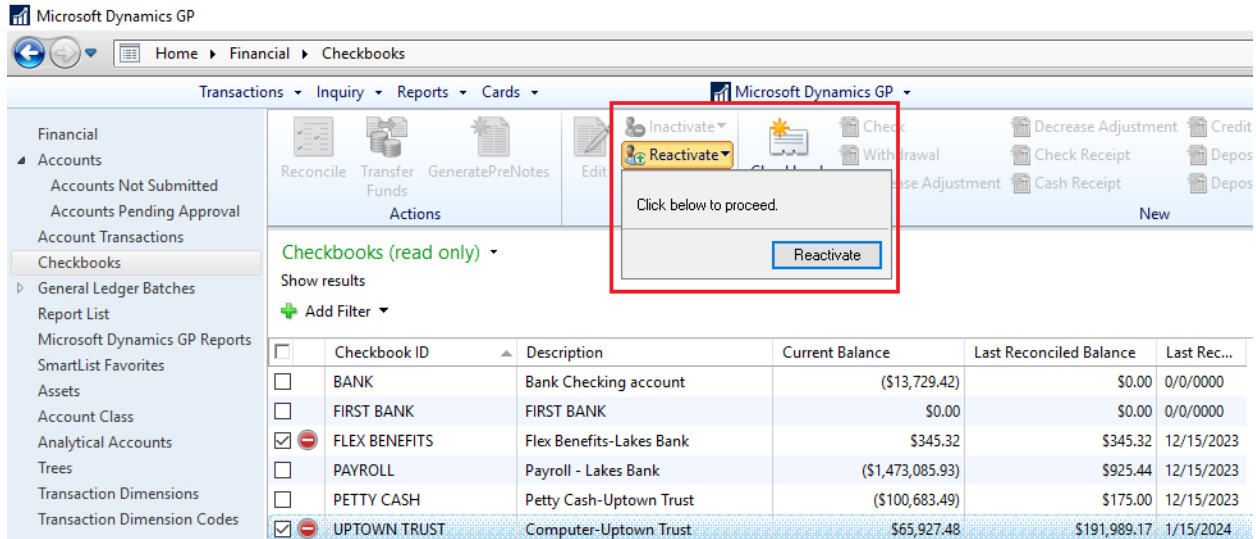 Microsoft Dynamics GP
Home Financial Checkbooks
Transactions Inquiry Reports Cards Microsoft Dynamics GP
Financial
Accounts
Accounts Not Submitted
Accounts Pending Approval
Account Transactions
Checkbooks
General Ledger Batches
Report List
Microsoft Dynamics GP Reports
SmartList Favorites
Assets
Account Class
Analytical Accounts
Trees
Transaction Dimensions
Transaction Dimension Codes
Reconcile
Transfer Funds
GeneratePreNotes
Actions
Edit
Inactivate
Reactivate
Click below to proceed.
Reactivate
Check Decrease Adjustment Credit
Withdrawal Check Receipt
Adjustment Cash Receipt
New
Checkbooks (read only)
Show results
Add Filter
Checkbook ID Description Current Balance Last Reconciled Balance Last Rec...
BANK Bank Checking account ($13,729.42) $0.00 0/0/0000
FIRST BANK FIRST BANK $0.00 $0.00 0/0/0000
FLEX BENEFITS Flex Benefits-Lakes Bank $345.32 $345.32 12/15/2023
PAYROLL Payroll - Lakes Bank ($1,473,085.93) $925.44 12/15/2023
PETTY CASH Petty Cash-Uptown Trust ($100,683.49) $175.00 12/15/2023
UPTOWN TRUST Computer-Uptown Trust $65,927.48 $191,989.17 1/15/2024